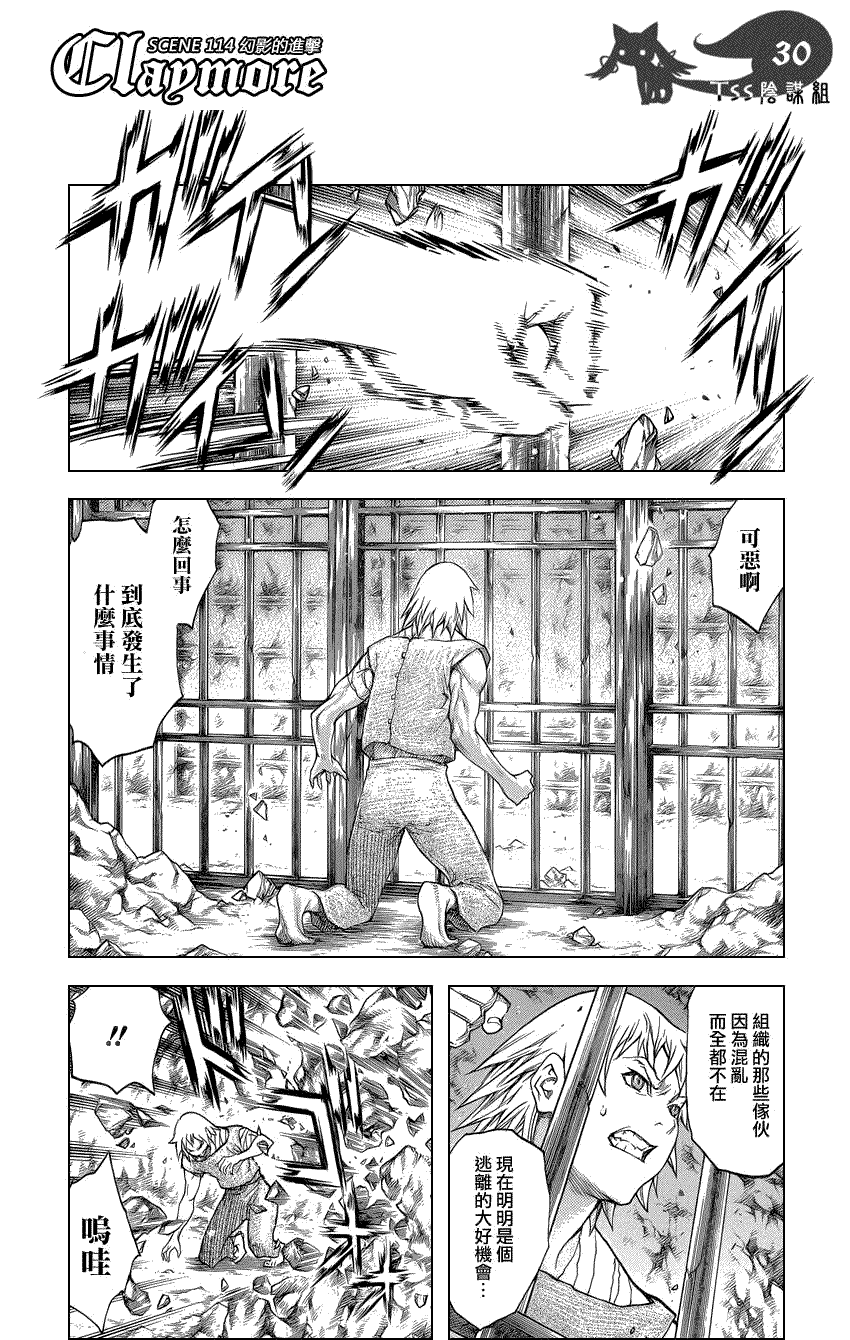 SCENE 114 幻影的進擊
Claymore
30
Tss陰謀組
ガン
ガン
ガン
ガン
可惡啊
怎麼回事
到底發生了
什麼事情
組織的那些傢伙
因為混亂
而全都不在
現在明明是個
逃離的大好機會…
!!
嗚哇